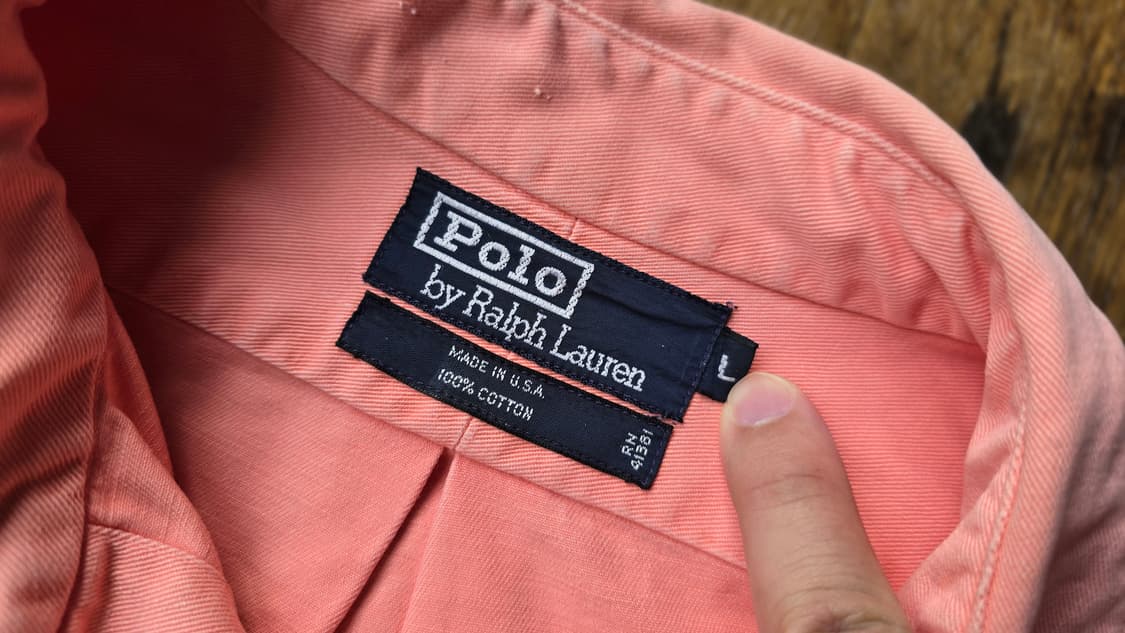 Polo
by Ralph Lauren
L
MADE IN U.S.A.
100% COTTON
RN
41381